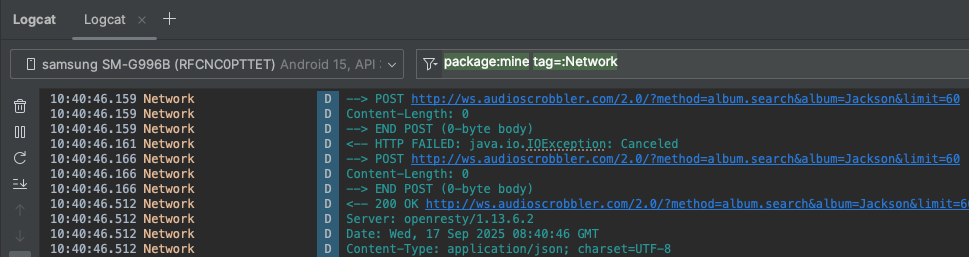 Logcat Logcat × +
samsung SM-G996B (RFCNC0PTTET) Android 15, API package:mine tag=:Network
10:40:46.159 Network D --> POST http://ws.audioscrobbler.com/2.0/?method=album.search&album=Jackson&limit=60
10:40:46.159 Network D Content-Length: 0
10:40:46.159 Network D --> END POST (0-byte body)
10:40:46.161 Network D <-- HTTP FAILED: java.io.IOException: Canceled
10:40:46.166 Network D --> POST http://ws.audioscrobbler.com/2.0/?method=album.search&album=Jackson&limit=60
10:40:46.166 Network D Content-Length: 0
10:40:46.166 Network D --> END POST (0-byte body)
10:40:46.512 Network D <-- 200 OK http://ws.audioscrobbler.com/2.0/?method=album.search&album=Jackson&limit=6
10:40:46.512 Network D Server: openresty/1.13.6.2
10:40:46.512 Network D Date: Wed, 17 Sep 2025 08:40:46 GMT
10:40:46.512 Network D Content-Type: application/json; charset=UTF-8